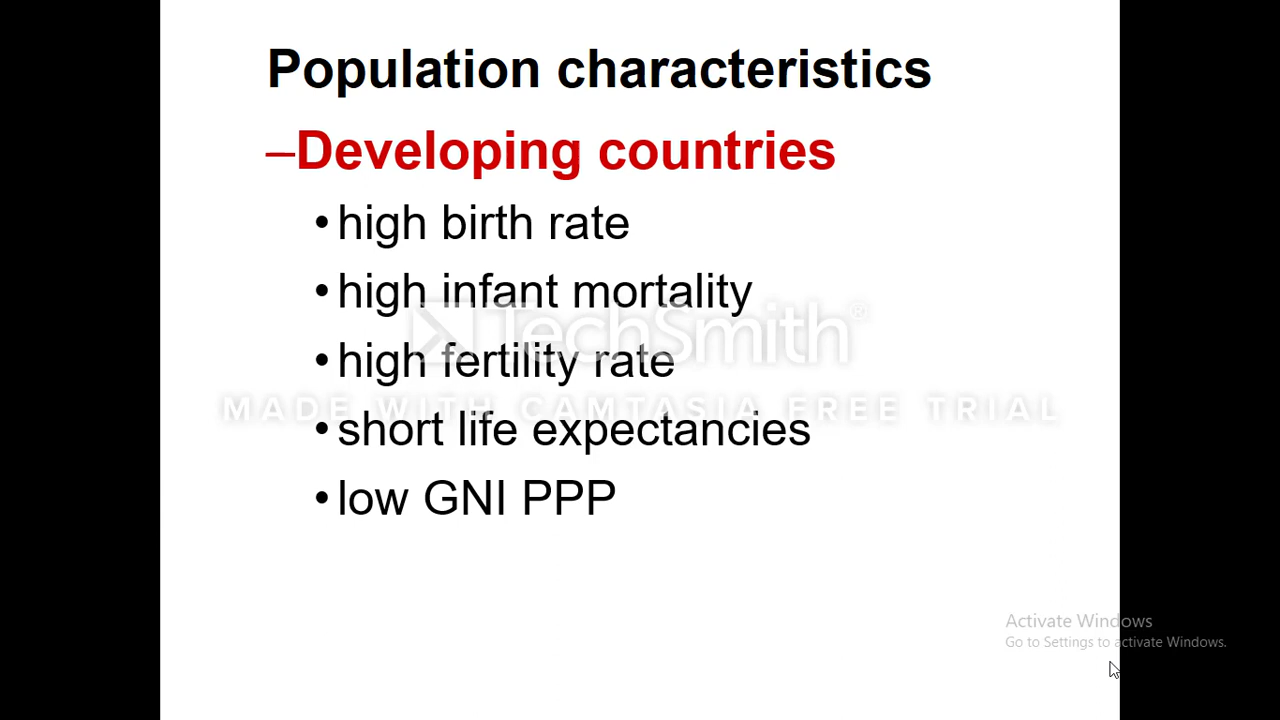 Population characteristics
–Developing countries
•high birth rate
•high infant mortality
TechSmith®
•high fertility rate
MADE WITH CAMTASIA FREE TRIAL
•short life expectancies
•low GNI PPP
Activate Windows
Go to Settings to activate Windows.